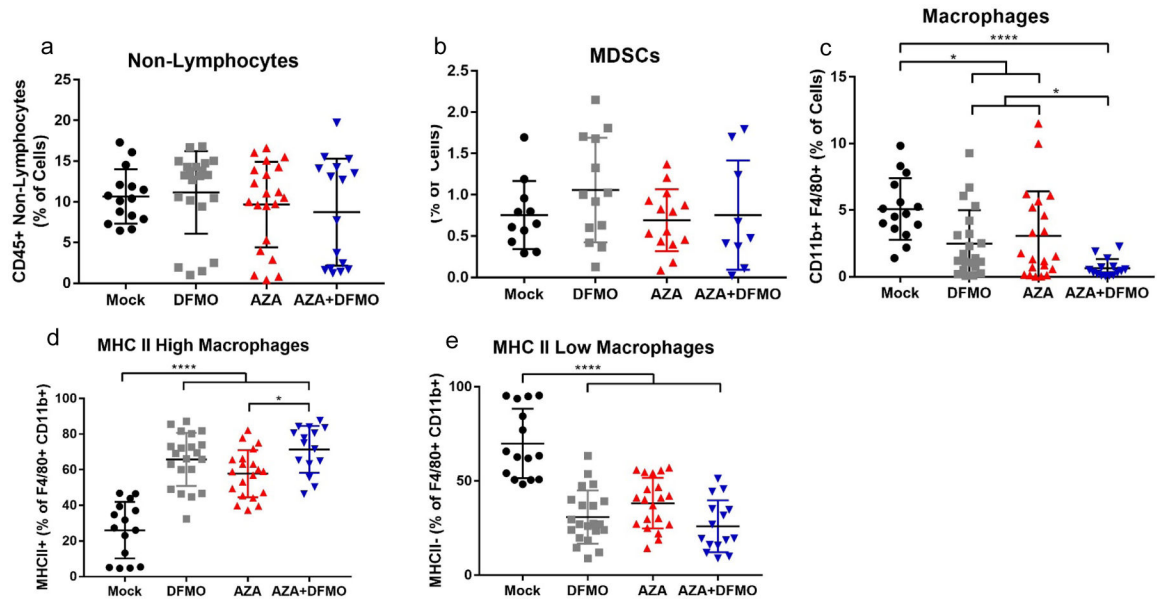 a
Non-Lymphocytes
CD45+ Non-Lymphocytes
(% of Cells)
25
20
15
10
5
0
Mock DFMO AZA AZA+DFMO
b
MDSCs
(% of Cells)
2.5
2.0
1.5
1.0
0.5
0.0
Mock DFMO AZA AZA+DFMO
Macrophages
c
****
*
*
CD11b+ F4/80+ (% of Cells)
15
10
5
0
Mock DFMO AZA AZA+DFMO
d
MHC II High Macrophages
****
*
MHCII+ (% of F4/80+ CD11b+)
100
80
60
40
20
0
Mock DFMO AZA AZA+DFMO
e
MHC II Low Macrophages
****
MHCII- (% of F4/80+ CD11b+)
100
50
0
Mock DFMO AZA AZA+DFMO